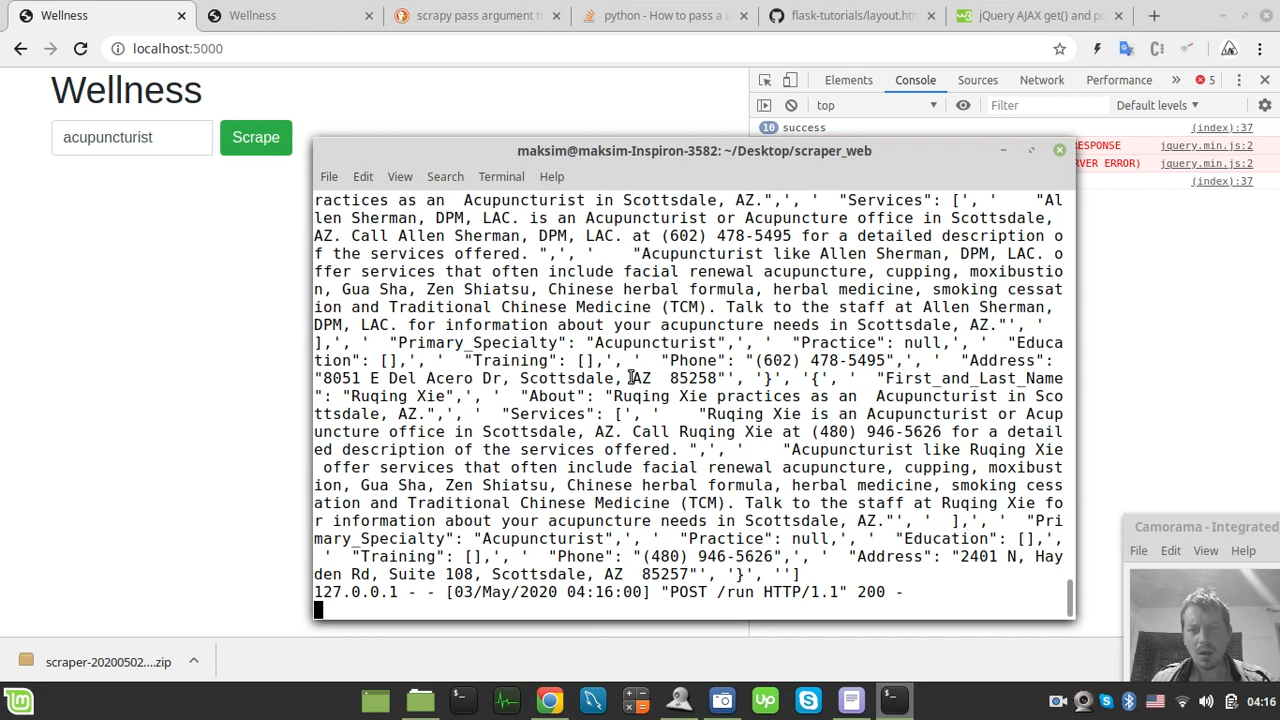 Wellness
Wellness
scrapy pass argument t
python - How to pass a u
flask-tutorials/layout.htm
jQuery AJAX get() and po
localhost:5000
Wellness
acupuncturist
Scrape
Elements Console Sources Network Performance 5
top
Filter
Default levels
10 success
(index):37
RESPONSE
jquery.min.js:2
RV ERROR)
jquery.min.js:2
(index):37
maksim@maksim-Inspiron-3582: ~/Desktop/scraper_web
File Edit View Search Terminal Help
ractices as an  Acupuncturist in Scottsdale, AZ.",', '  "Services": [', '    "Al
len Sherman, DPM, LAC. is an Acupuncturist or Acupuncture office in Scottsdale,
AZ. Call Allen Sherman, DPM, LAC. at (602) 478-5495 for a detailed description o
f the services offered. ",', '    "Acupuncturist like Allen Sherman, DPM, LAC. o
ffer services that often include facial renewal acupuncture, cupping, moxibustio
n, Gua Sha, Zen Shiatsu, Chinese herbal formula, herbal medicine, smoking cessat
ion and Traditional Chinese Medicine (TCM). Talk to the staff at Allen Sherman,
DPM, LAC. for information about your acupuncture needs in Scottsdale, AZ."', '
],', '  "Primary_Specialty": "Acupuncturist",', '  "Practice": null,', '  "Educa
tion": [],', '  "Training": [],', '  "Phone": "(602) 478-5495",', '  "Address":
"8051 E Del Acero Dr, Scottsdale, AZ  85258"', '}', '{', '  "First_and_Last_Name
": "Ruqing Xie",', '  "About": "Ruqing Xie practices as an  Acupuncturist in Sco
ttsdale, AZ.",', '  "Services": [', '    "Ruqing Xie is an Acupuncturist or Acup
uncture office in Scottsdale, AZ. Call Ruqing Xie at (480) 946-5626 for a detail
ed description of the services offered. ",', '    "Acupuncturist like Ruqing Xie
 offer services that often include facial renewal acupuncture, cupping, moxibust
ion, Gua Sha, Zen Shiatsu, Chinese herbal formula, herbal medicine, smoking cess
ation and Traditional Chinese Medicine (TCM). Talk to the staff at Ruqing Xie fo
r information about your acupuncture needs in Scottsdale, AZ."', '  ],', '  "Pri
mary_Specialty": "Acupuncturist",', '  "Practice": null,', '  "Education": [],',
 '  "Training": [],', '  "Phone": "(480) 946-5626",', '  "Address": "2401 N, Hay
den Rd, Suite 108, Scottsdale, AZ  85257"', '}', '']
127.0.0.1 - - [03/May/2020 04:16:00] "POST /run HTTP/1.1" 200 -
Camorama - Integrated
File Edit View Help
scraper-20200502....zip
04:16